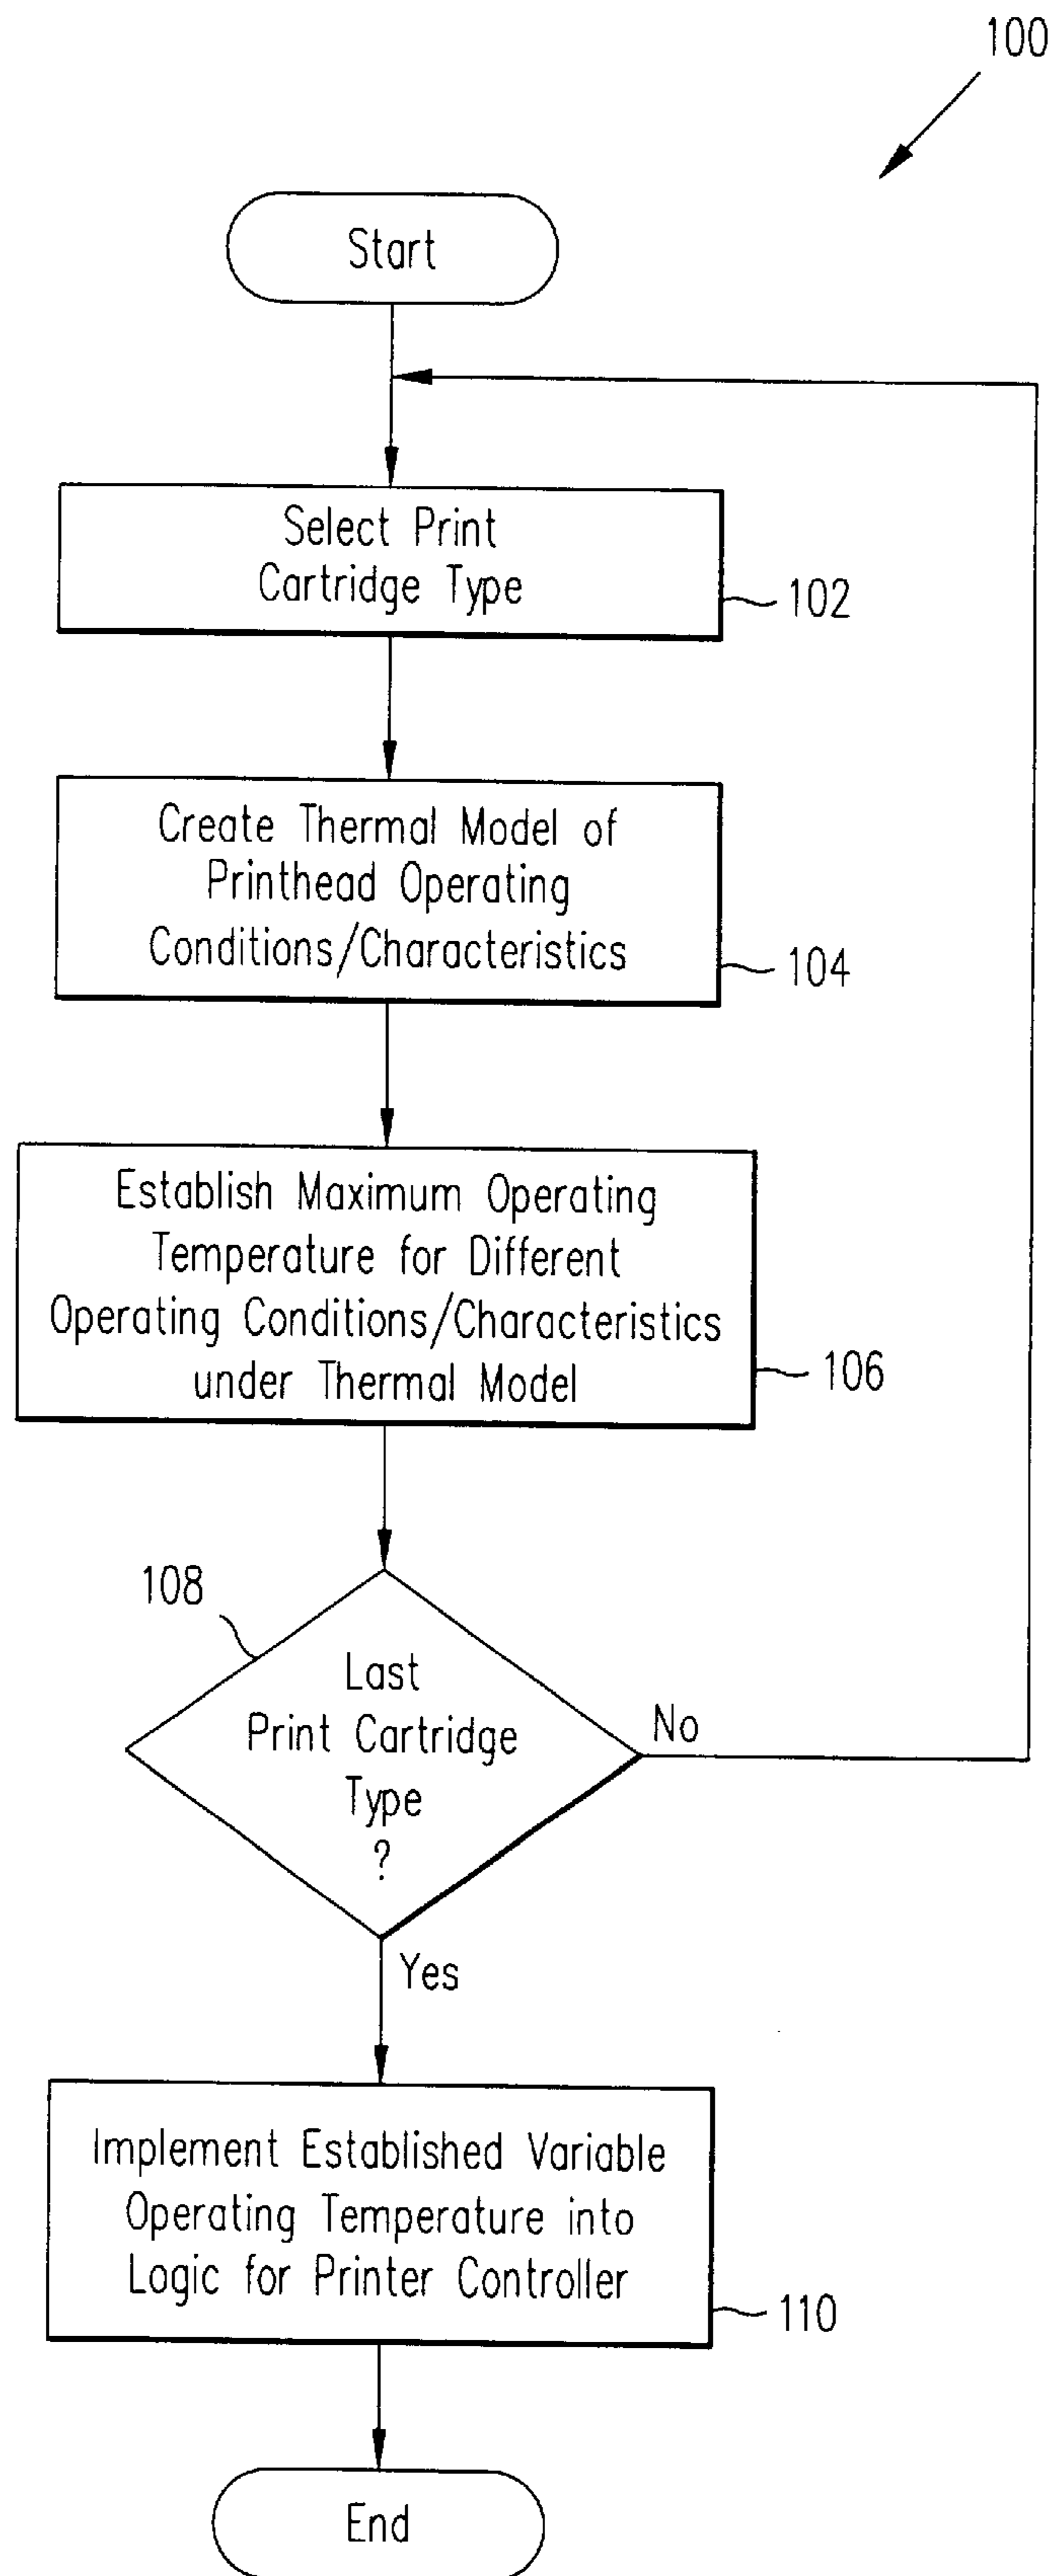 100
Start
Select Print
Cartridge Type
102
Create Thermal Model of
Printhead Operating
Conditions/Characteristics
104
Establish Maximum Operating
Temperature for Different
Operating Conditions/Characteristics
under Thermal Model
106
108
Last
Print Cartridge
Type
?
No
Yes
Implement Established Variable
Operating Temperature into
Logic for Printer Controller
110
End